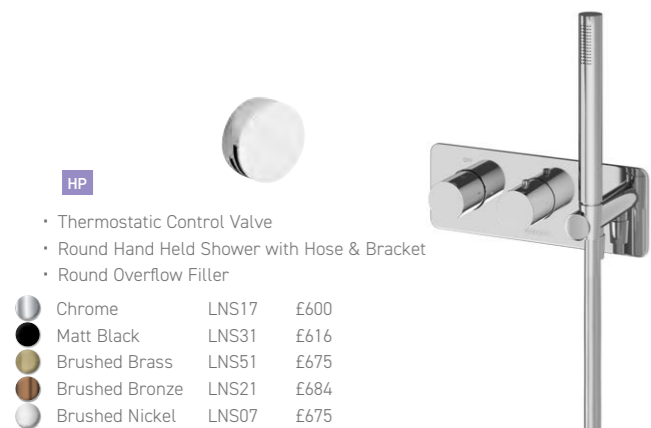 HP
· Thermostatic Control Valve
· Round Hand Held Shower with Hose & Bracket
· Round Overflow Filler
Chrome LNS17 £600
Matt Black LNS31 £616
Brushed Brass LNS51 £675
Brushed Bronze LNS21 £684
Brushed Nickel LNS07 £675